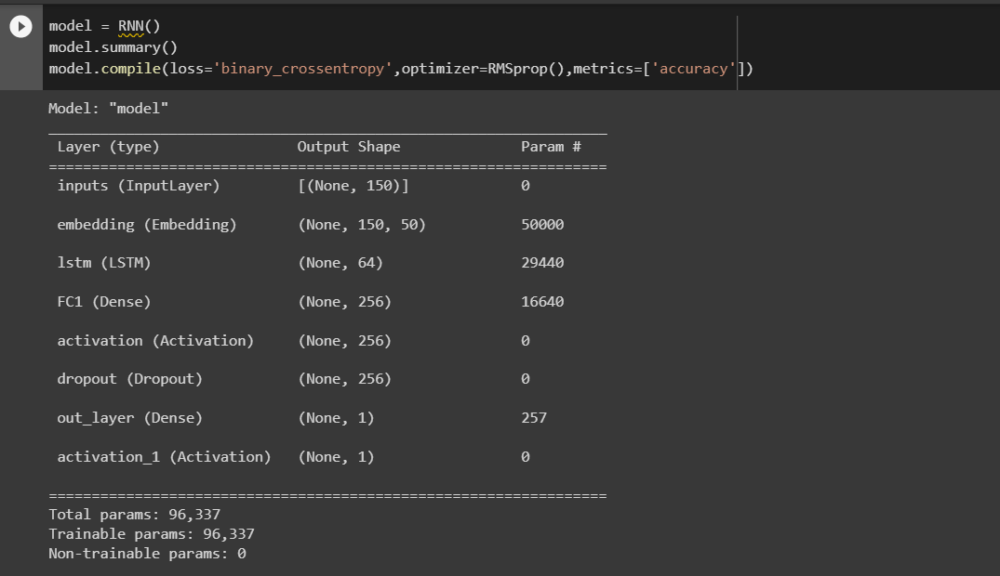 model = RNN()
model.summary()
model.compile(loss='binary_crossentropy',optimizer=RMSprop(),metrics=['accuracy'])
Model: "model"
_________________________________________________________________
Layer (type) Output Shape Param #
=================================================================
inputs (InputLayer) [(None, 150)] 0
embedding (Embedding) (None, 150, 50) 50000
lstm (LSTM) (None, 64) 29440
FC1 (Dense) (None, 256) 16640
activation (Activation) (None, 256) 0
dropout (Dropout) (None, 256) 0
out_layer (Dense) (None, 1) 257
activation_1 (Activation) (None, 1) 0
=================================================================
Total params: 96,337
Trainable params: 96,337
Non-trainable params: 0